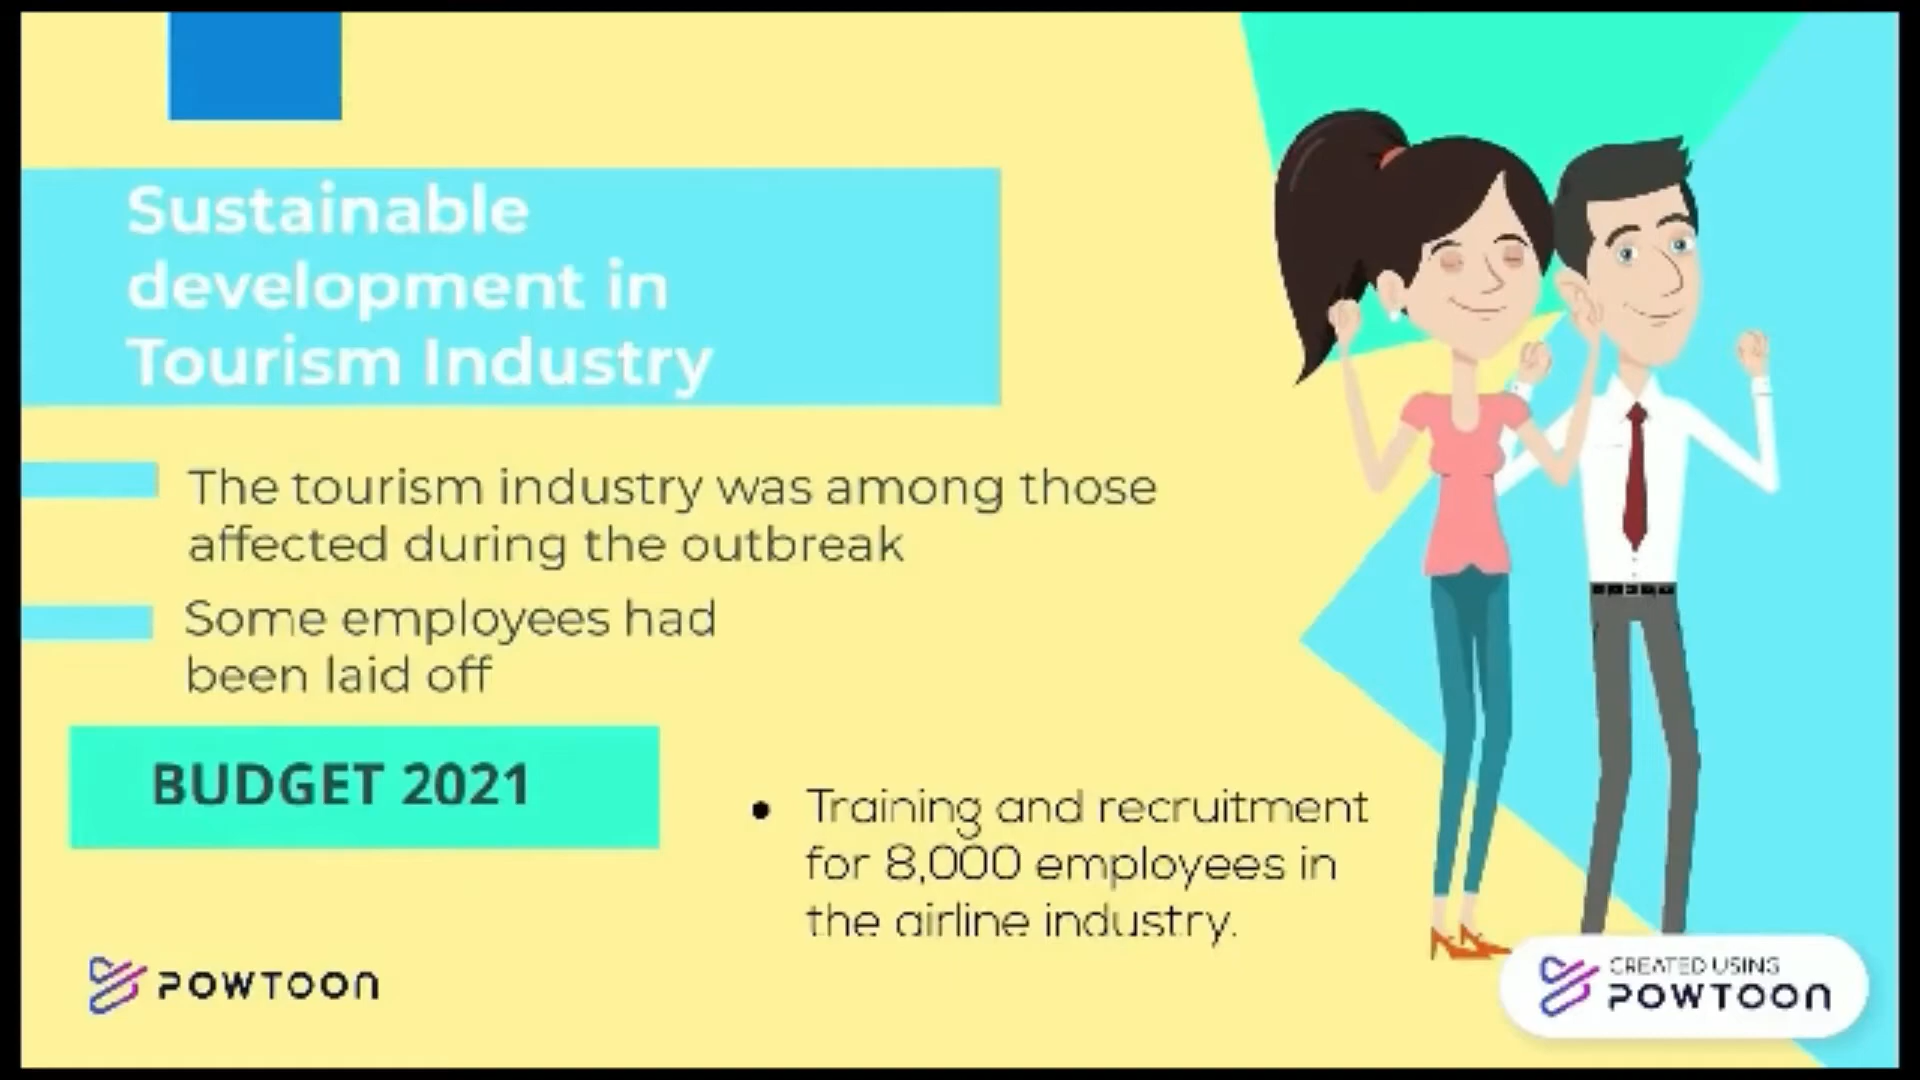 Sustainable
development in
Tourism Industry
The tourism industry was among those
affected during the outbreak
Some employees had
been laid off
BUDGET 2021
• Training and recruitment
for 8,000 employees in
the airline industry.
POWTOON
CREATED USING
POWTOON